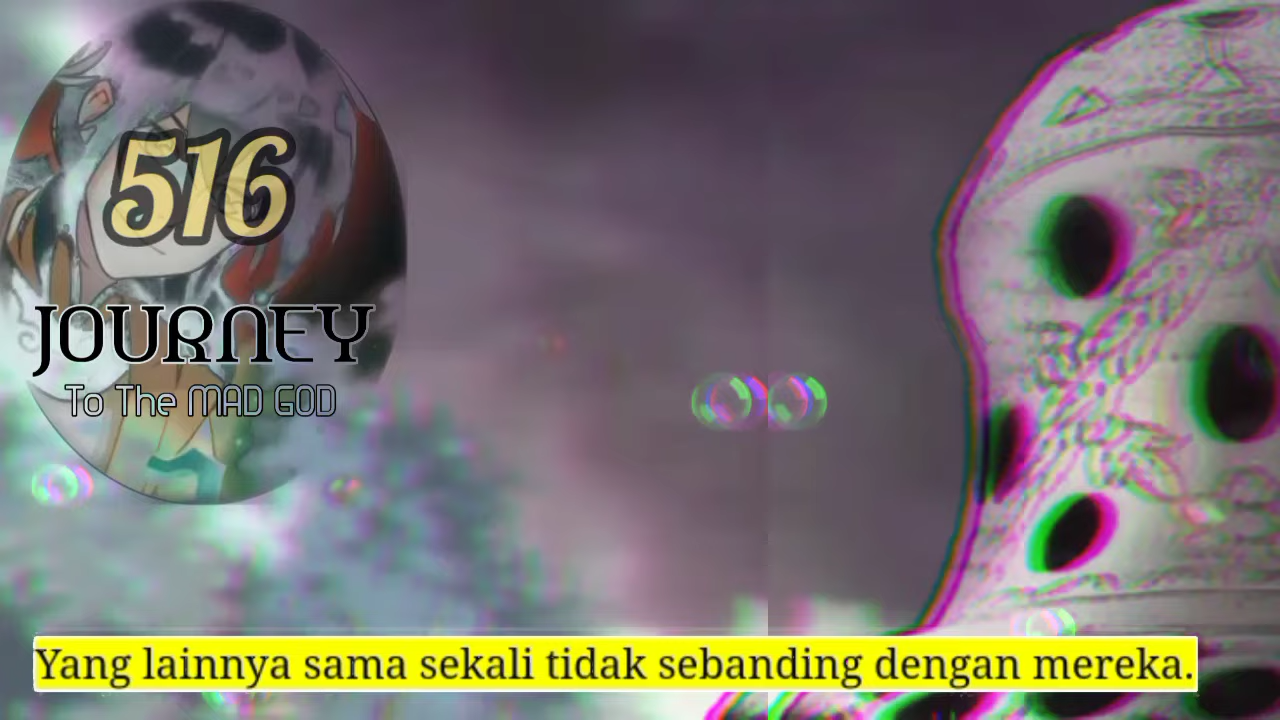 516
JOURNEY
To The MAD GOD
Yang lainnya sama sekali tidak sebanding dengan mereka.